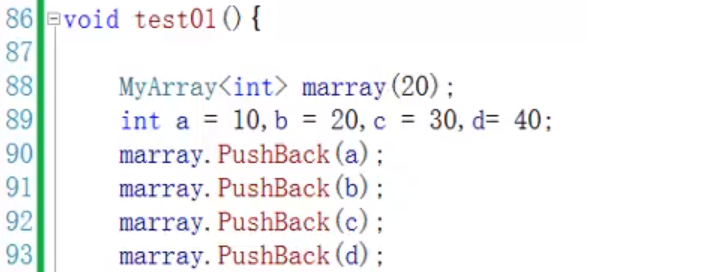 86 void test01(){
87
88 MyArray<int> marray(20);
89 int a = 10,b = 20,c = 30,d= 40;
90 marray.PushBack(a);
91 marray.PushBack(b);
92 marray.PushBack(c);
93 marray.PushBack(d);